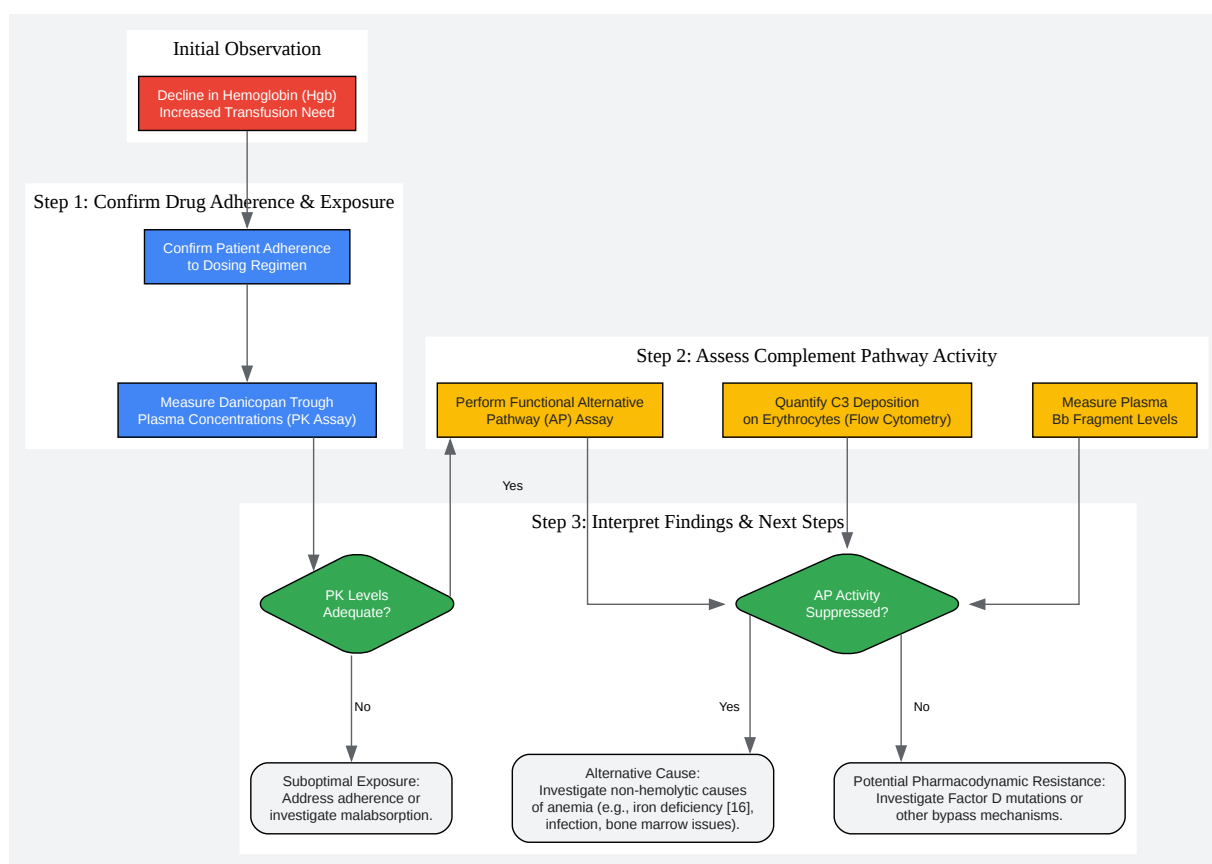 Initial Observation
Decline in Hemoglobin (Hgb)
Increased Transfusion Need
Step 1: Confirm Drug Adherence & Exposure
Confirm Patient Adherence
to Dosing Regimen
Measure Danicopan Trough
Plasma Concentrations (PK Assay)
Step 2: Assess Complement Pathway Activity
Perform Functional Alternative
Pathway (AP) Assay
Quantify C3 Deposition
on Erythrocytes (Flow Cytometry)
Measure Plasma
Bb Fragment Levels
Yes
Step 3: Interpret Findings & Next Steps
PK Levels
Adequate?
AP Activity
Suppressed?
No
Yes
No
Suboptimal Exposure:
Address adherence or
investigate malabsorption.
Alternative Cause:
Investigate non-hemolytic causes
of anemia (e.g., iron deficiency [16],
infection, bone marrow issues).
Potential Pharmacodynamic Resistance:
Investigate Factor D mutations or
other bypass mechanisms.